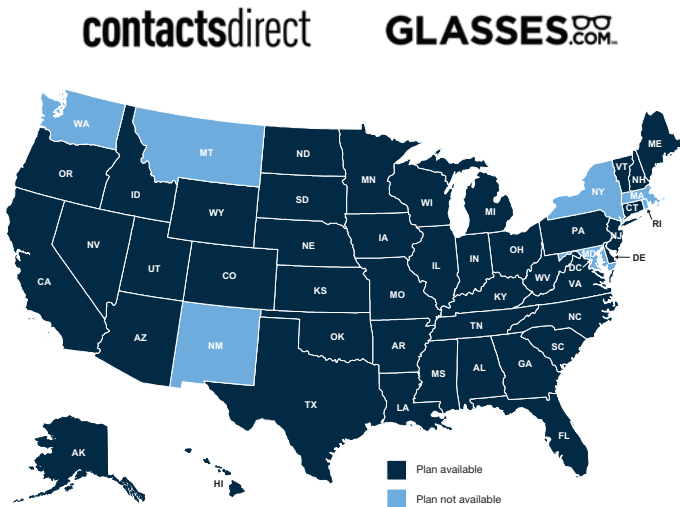 contactsdirect
GLASSES.COM™
WA
MT
ND
MN
OR
ID
WY
SD
WI
MI
NY
VT
NH
ME
MA
CT
RI
NV
UT
CO
NE
IA
IL
IN
OH
PA
NJ
MD
DE
DC
CA
KS
MO
KY
WV
VA
AZ
NM
OK
AR
TN
NC
SC
MS
AL
GA
TX
LA
FL
AK
HI
Plan available
Plan not available